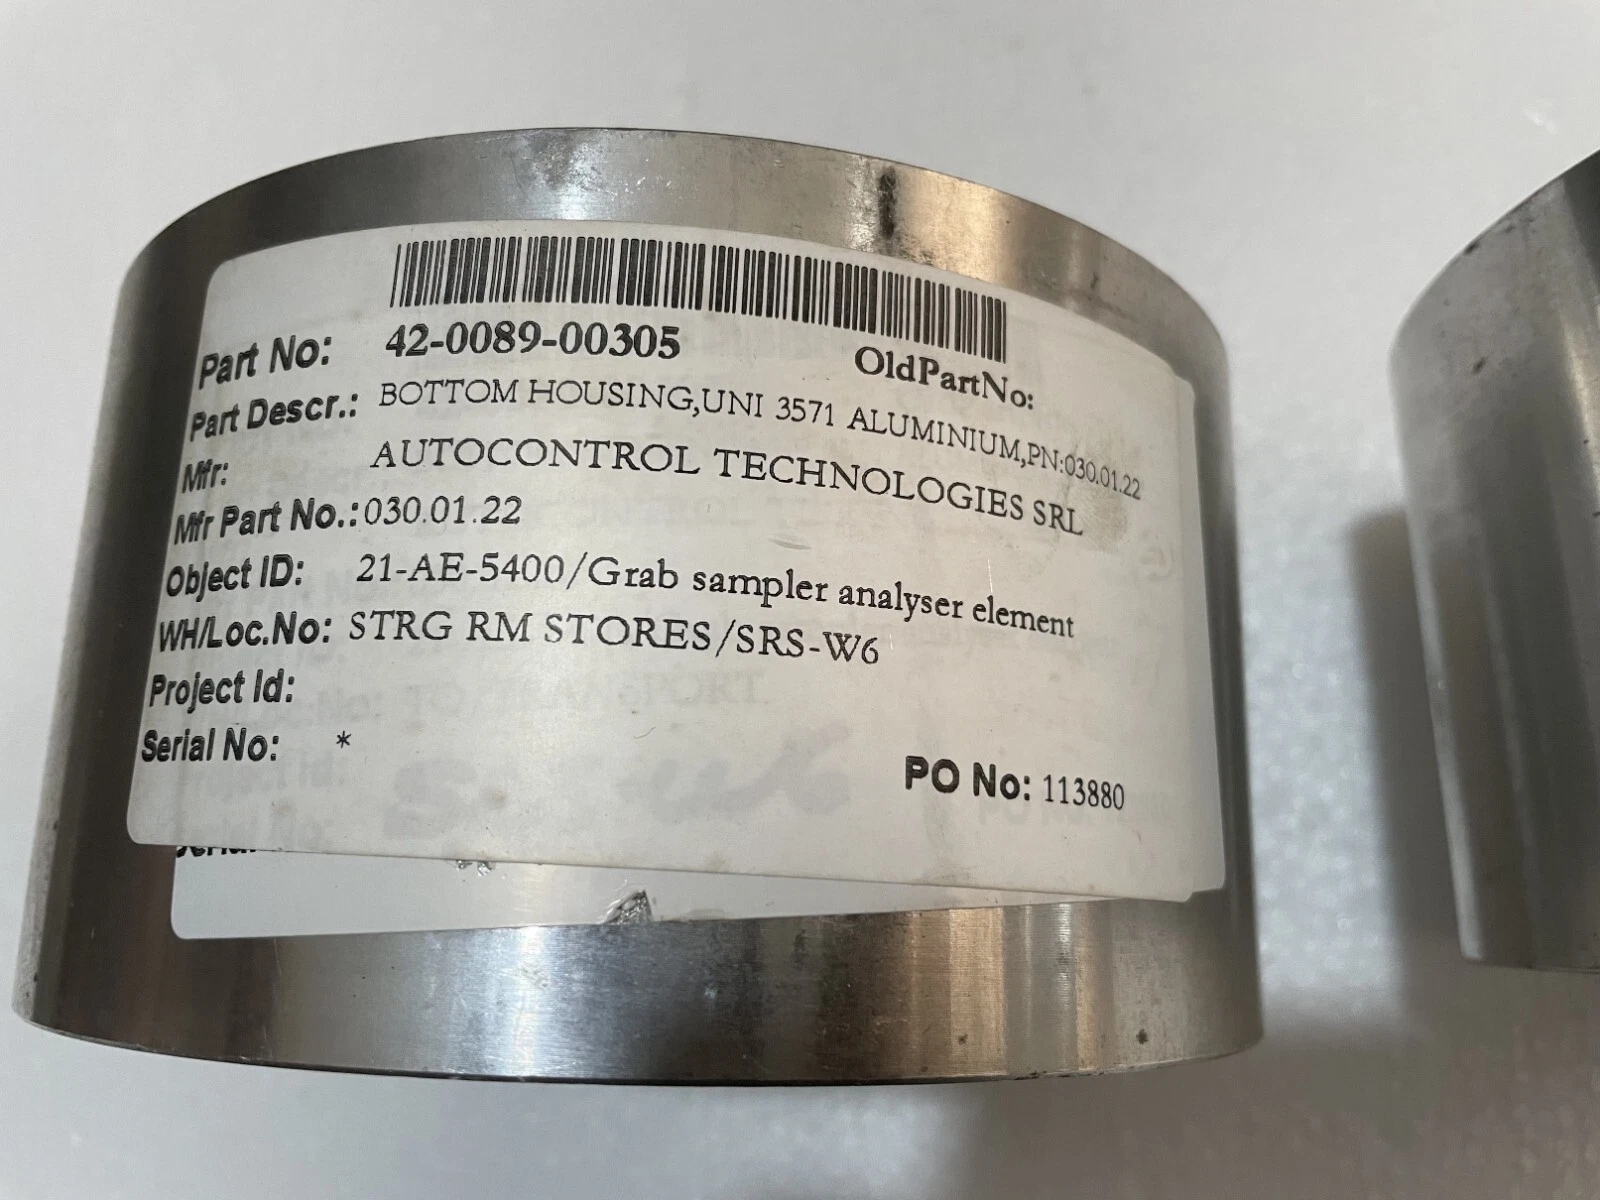 Part No: 42-0089-00305 OldPartNo:
Part Descr.: BOTTOM HOUSING,UNI 3571 ALUMINIUM,PN:030.01.22
Mfr: AUTOCONTROL TECHNOLOGIES SRL
Mfr Part No.: 030.01.22
Object ID: 21-AE-5400/Grab sampler analyser element
WH/Loc.No: STRG RM STORES/SRS-W6
Project Id:
Serial No: *
PO No: 113880